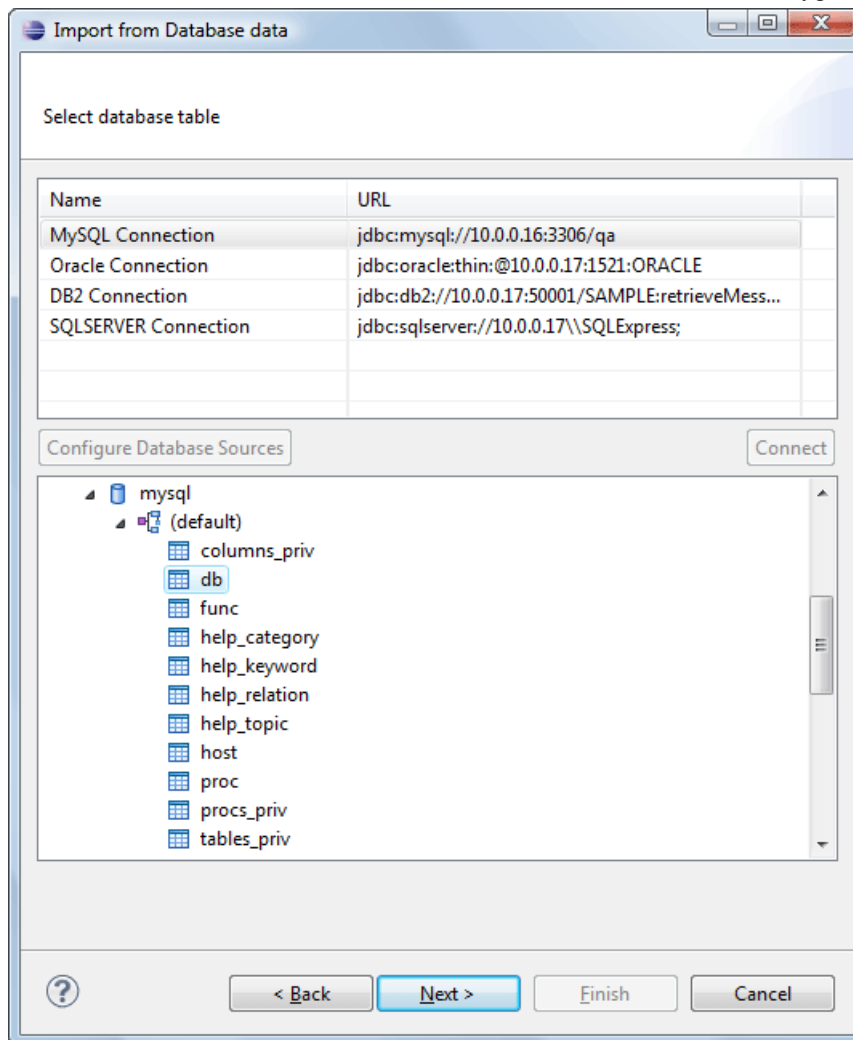 Import from Database data
Select database table
Name URL
MySQL Connection jdbc:mysql://10.0.0.16:3306/qa
Oracle Connection jdbc:oracle:thin:@10.0.0.17:1521:ORACLE
DB2 Connection jdbc:db2://10.0.0.17:50001/SAMPLE:retrieveMess...
SQLSERVER Connection jdbc:sqlserver://10.0.0.17\\SQLExpress;
Configure Database Sources Connect
mysql
(default)
columns_priv
db
func
help_category
help_keyword
help_relation
help_topic
host
proc
procs_priv
tables_priv
< Back Next > Finish Cancel